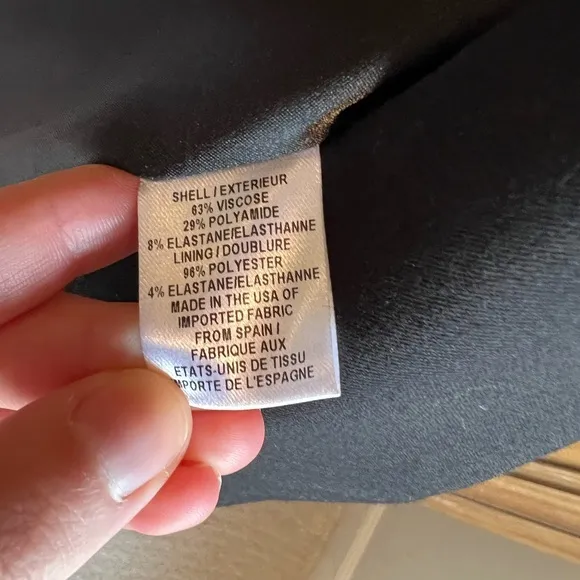 SHELL / EXTERIEUR
63% VISCOSE
29% POLYAMIDE
8% ELASTANE/ELASTHANNE
LINING / DOUBLURE
96% POLYESTER
4% ELASTANE/ELASTHANNE
MADE IN THE USA OF
IMPORTED FABRIC
FROM SPAIN /
FABRIQUE AUX
ETATS-UNIS DE TISSU
MPORTE DE L'ESPAGNE